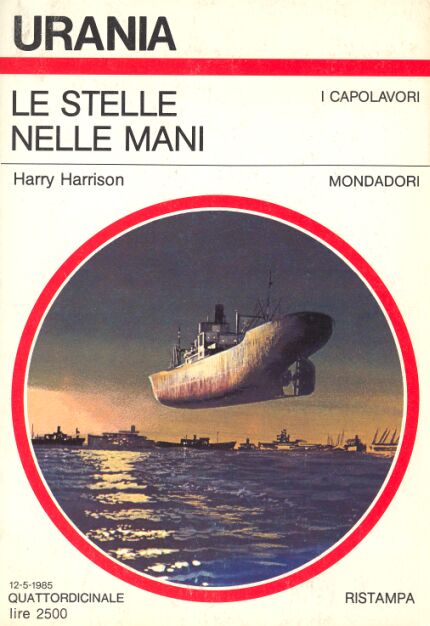 URANIA
LE STELLE
NELLE MANI
I CAPOLAVORI
Harry Harrison
MONDADORI
12-5-1985
QUATTORDICINALE
lire 2500
RISTAMPA